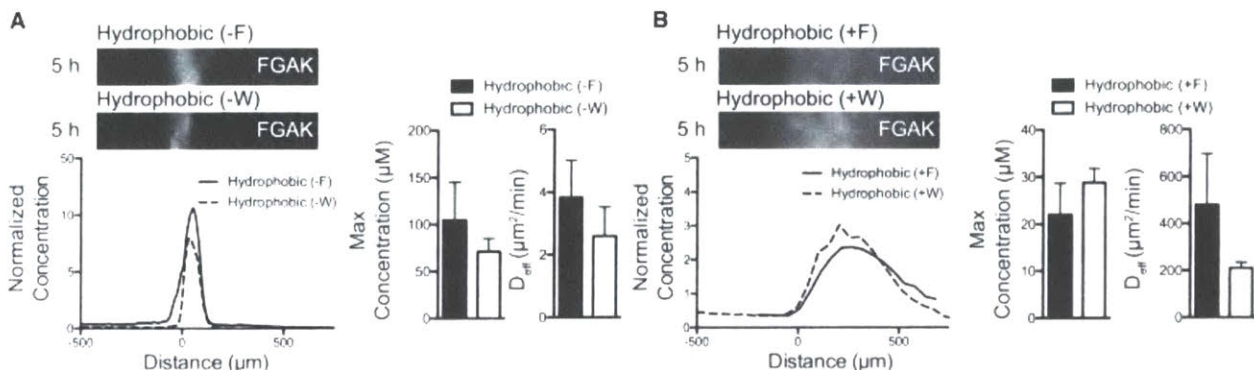 A
Hydrophobic (-F)
5 h
FGAK
Hydrophobic (-W)
5 h
FGAK
50
10
5
0
-500
0
500
Normalized
Concentration
Distance (µm)
Hydrophobic (-F)
Hydrophobic (-W)
Hydrophobic (-F)
Hydrophobic (-W)
200
150
100
50
0
Max
Concentration (µM)
6
4
2
0
Deff (µm²/min)
B
Hydrophobic (+F)
5 h
FGAK
Hydrophobic (+W)
5 h
FGAK
5
4
3
2
1
0
-500
0
500
Normalized
Concentration
Distance (µm)
Hydrophobic (+F)
Hydrophobic (+W)
Hydrophobic (+F)
Hydrophobic (+W)
40
30
20
10
0
Max
Concentration (µM)
800
600
400
200
0
Deff (µm²/min)